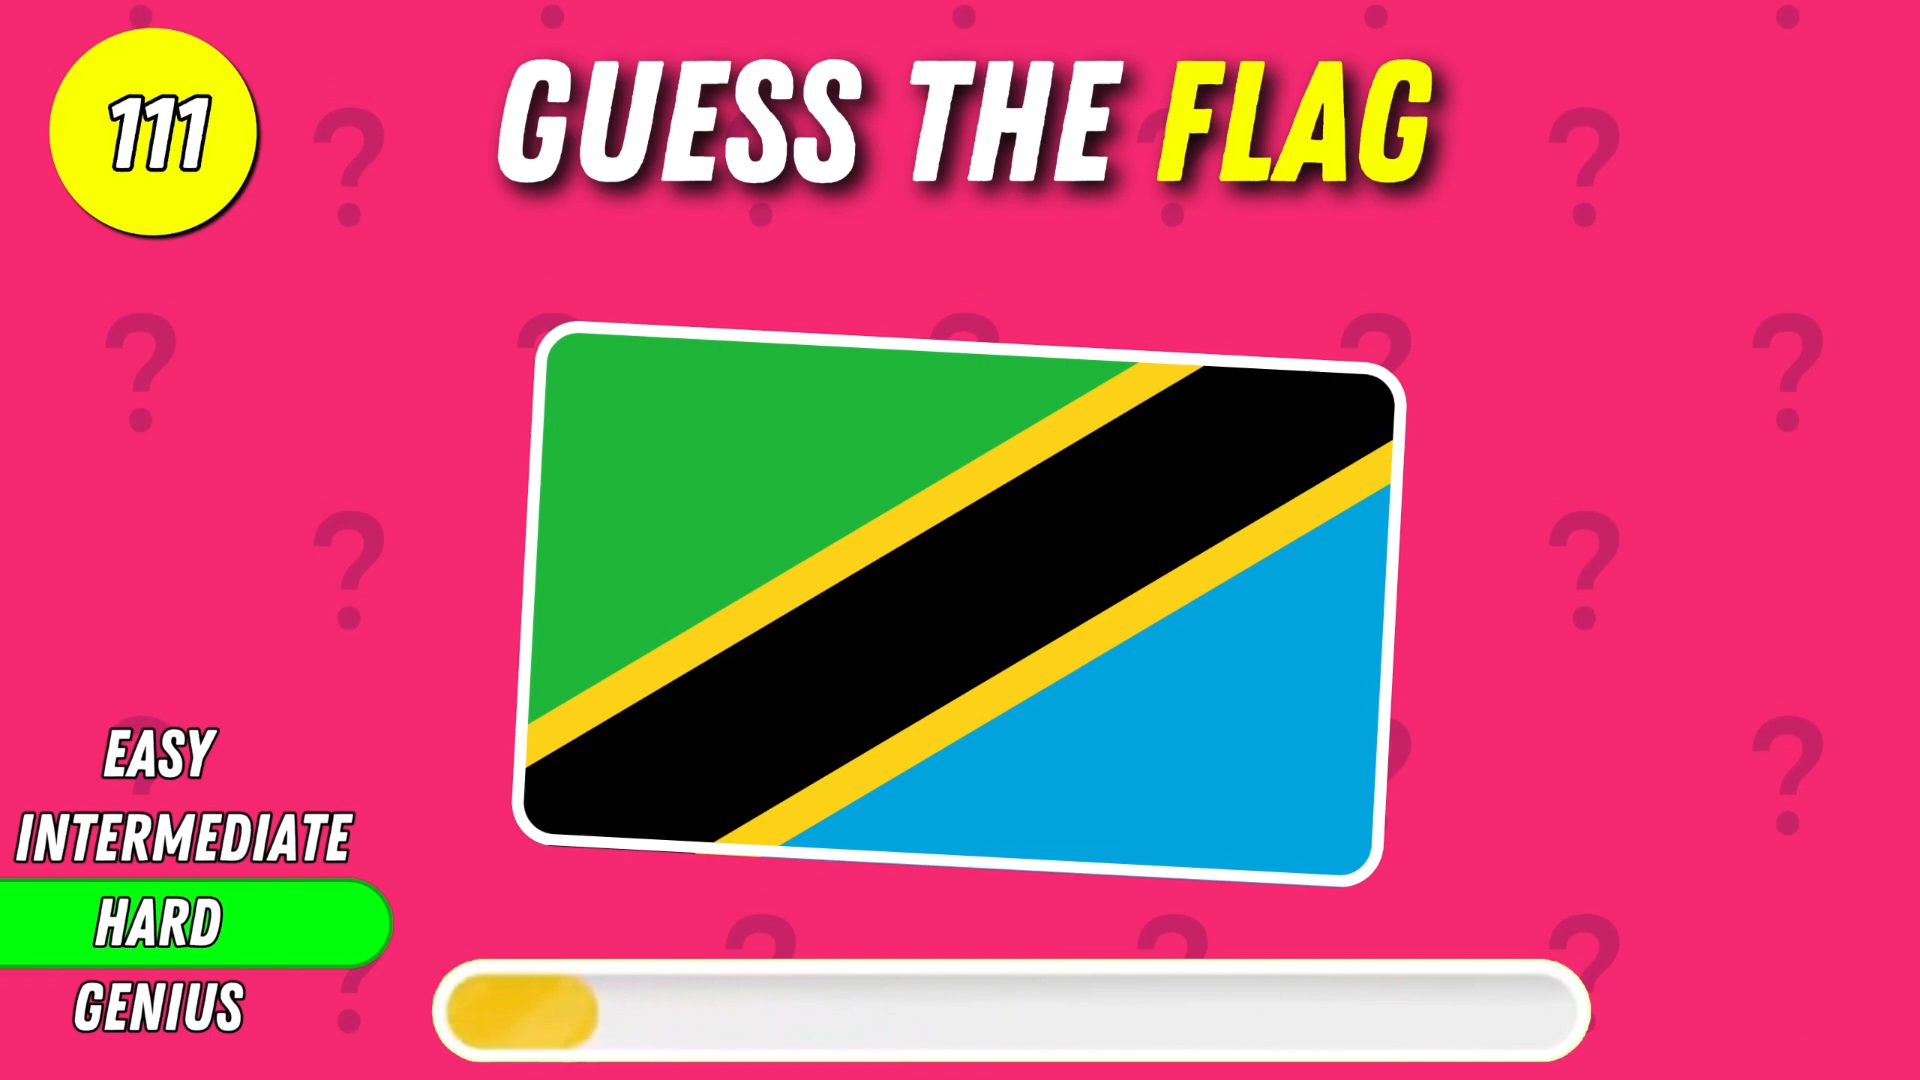 111
GUESS THE FLAG
EASY
INTERMEDIATE
HARD
GENIUS